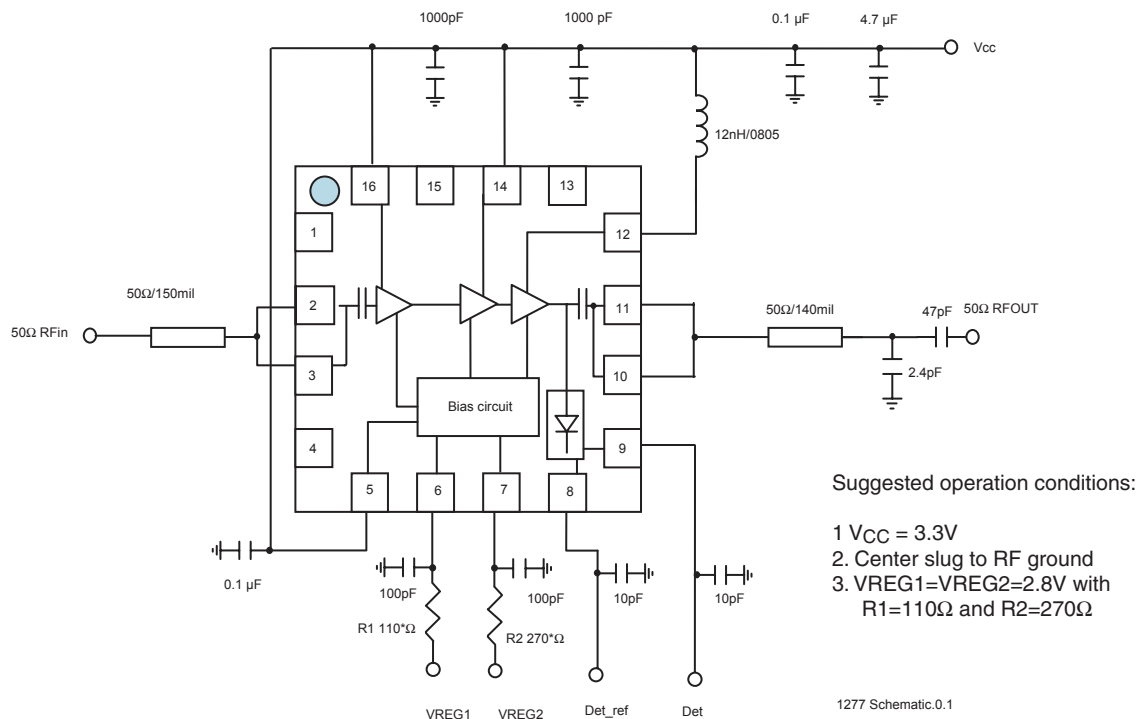 1000pF
1000 pF
0.1 µF
4.7 µF
Vcc
12nH/0805
16
15
14
13
1
12
50Ω/150mil
2
11
50Ω/140mil
47pF
50Ω RFOUT
50Ω RFin
3
10
2.4pF
Bias circuit
4
9
5
6
7
8
Suggested operation conditions:
1 VCC = 3.3V
2. Center slug to RF ground
3. VREG1=VREG2=2.8V with
R1=110Ω and R2=270Ω
0.1 µF
100pF
100pF
10pF
10pF
R1 110*Ω
R2 270*Ω
VREG1
VREG2
Det_ref
Det
1277 Schematic.0.1